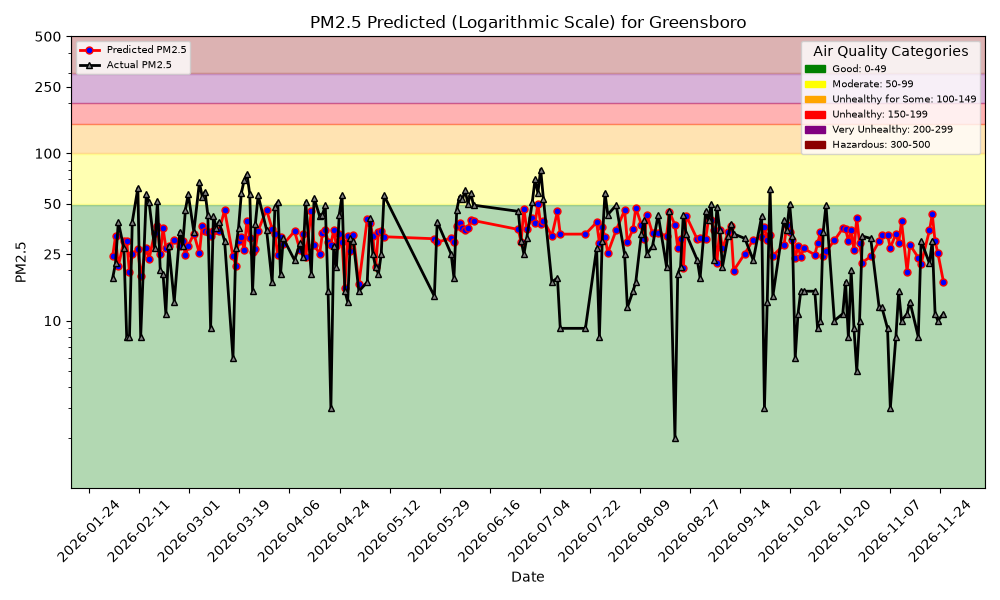 PM2.5 Predicted (Logarithmic Scale) for Greensboro
Predicted PM2.5
Actual PM2.5
Air Quality Categories
Good: 0-49
Moderate: 50-99
Unhealthy for Some: 100-149
Unhealthy: 150-199
Very Unhealthy: 200-299
Hazardous: 300-500
PM2.5
500
250
100
50
25
10
2026-01-24
2026-02-11
2026-03-01
2026-03-19
2026-04-06
2026-04-24
2026-05-12
2026-05-29
2026-06-16
2026-07-04
2026-07-22
2026-08-09
2026-08-27
2026-09-14
2026-10-02
2026-10-20
2026-11-07
2026-11-24
Date